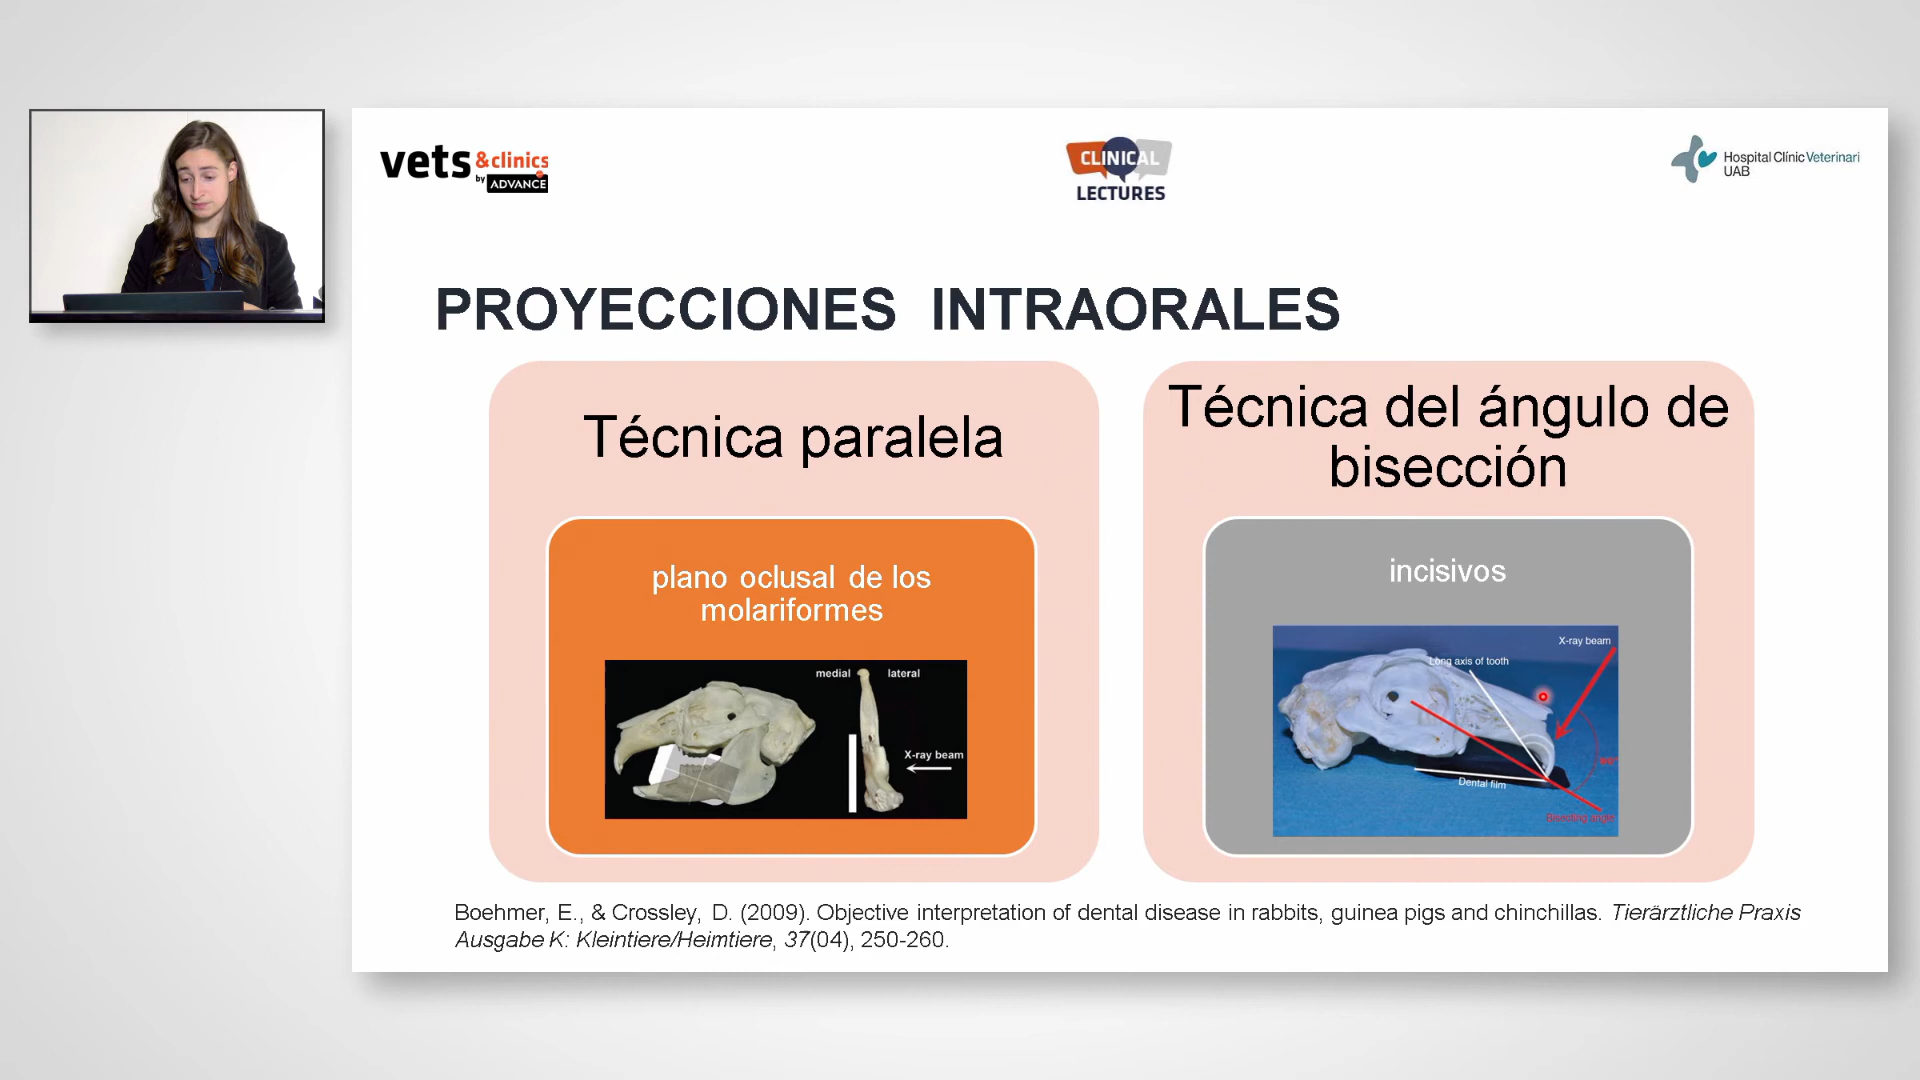 vets &clinics
by ADVANCE
CLINICAL
LECTURES
Hospital Clínic Veterinari
UAB
PROYECCIONES INTRAORALES
Técnica paralela
plano oclusal de los
molariformes
medial lateral
X-ray beam
Técnica del ángulo de
bisección
incisivos
X-ray beam
Long axis of tooth
Dental film
Bisecting angle
Boehmer, E., & Crossley, D. (2009). Objective interpretation of dental disease in rabbits, guinea pigs and chinchillas. Tierärztliche Praxis
Ausgabe K: Kleintiere/Heimtiere, 37(04), 250-260.